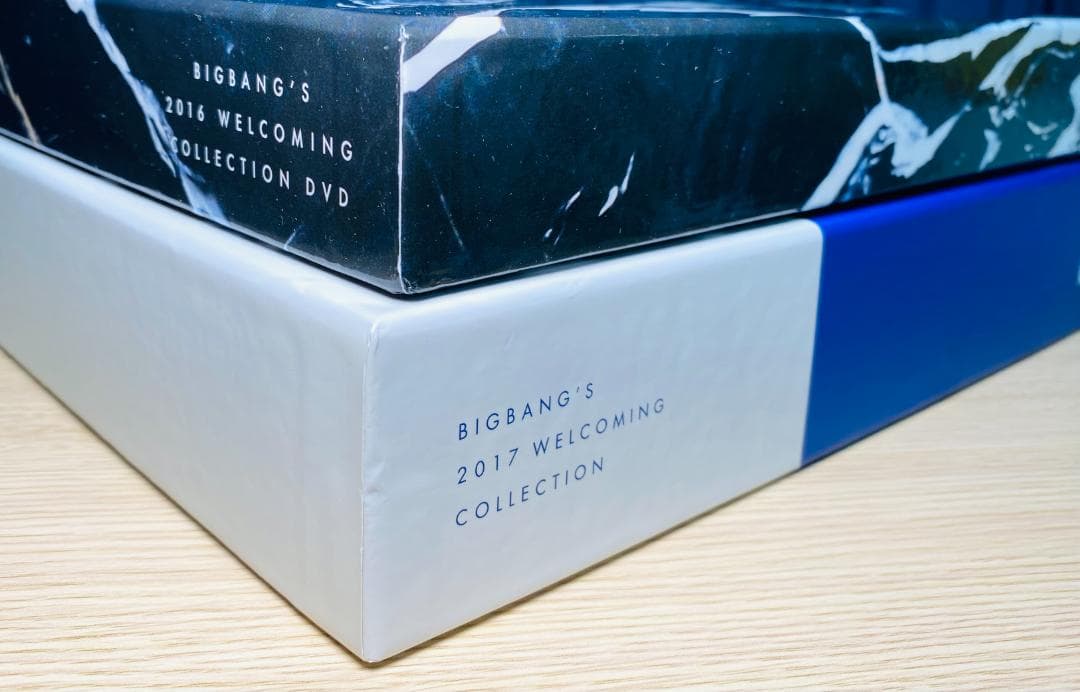 BIGBANG'S
2016 WELCOMING
COLLECTION DVD
BIGBANG'S
2017 WELCOMING
COLLECTION